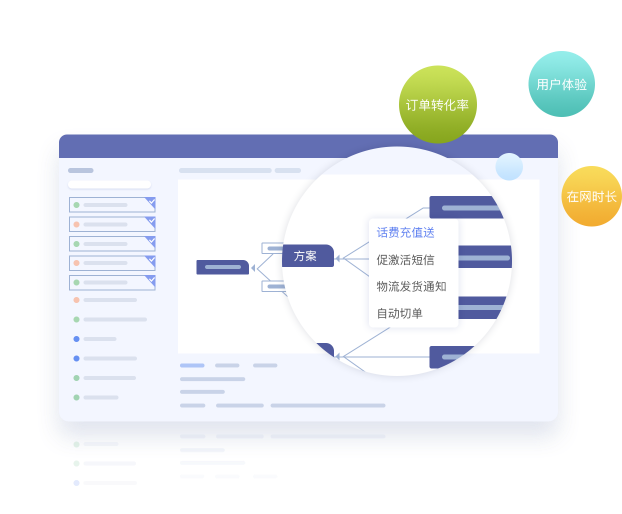 用户体验
订单转化率
在网时长
方案
话费充值送
促激活短信
物流发货通知
自动切单